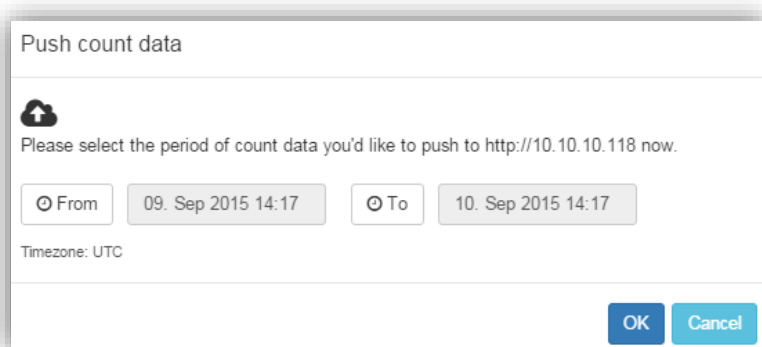 Push count data
Please select the period of count data you'd like to push to http://10.10.10.118 now.
From 09. Sep 2015 14:17 To 10. Sep 2015 14:17
Timezone: UTC
OK Cancel